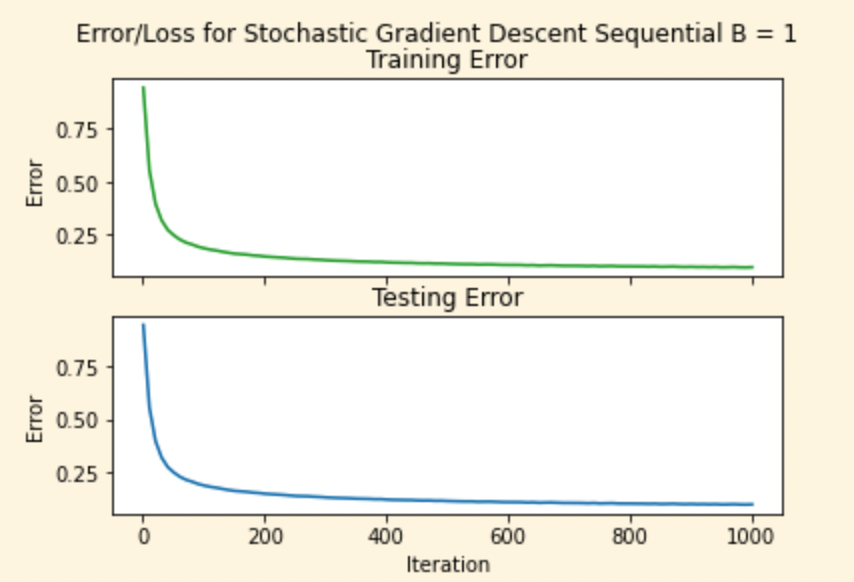 Error/Loss for Stochastic Gradient Descent Sequential B = 1
Training Error
0.75
0.50
0.25
Error
Testing Error
0.75
0.50
0.25
Error
0 200 400 600 800 1000
Iteration